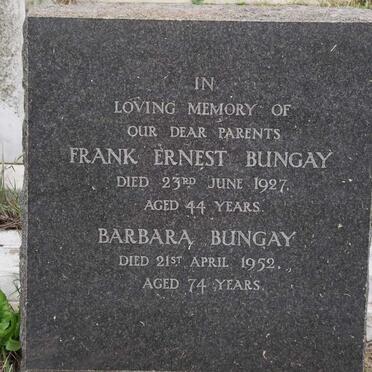 IN
LOVING MEMORY OF
OUR DEAR PARENTS
FRANK ERNEST BUNGAY
DIED 23RD JUNE 1927.
AGED 44 YEARS.
BARBARA BUNGAY
DIED 21ST APRIL 1952.
AGED 74 YEARS.